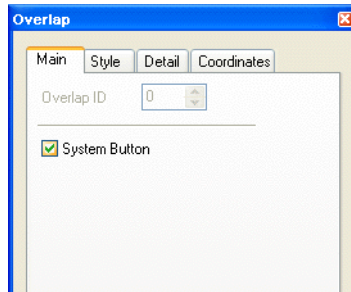 Overlap
Main Style Detail Coordinates
Overlap ID 0
System Button